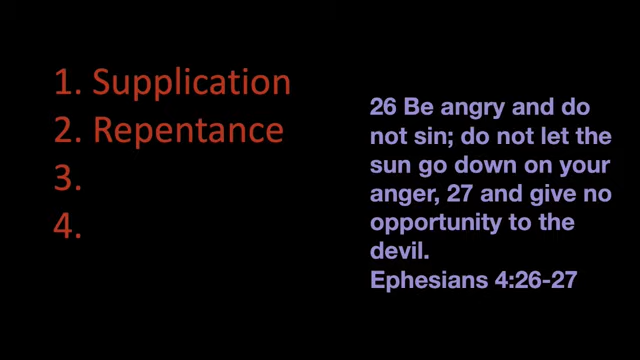 1. Supplication
2. Repentance
3.
4.
26 Be angry and do
not sin; do not let the
sun go down on your
anger, 27 and give no
opportunity to the
devil.
Ephesians 4:26-27